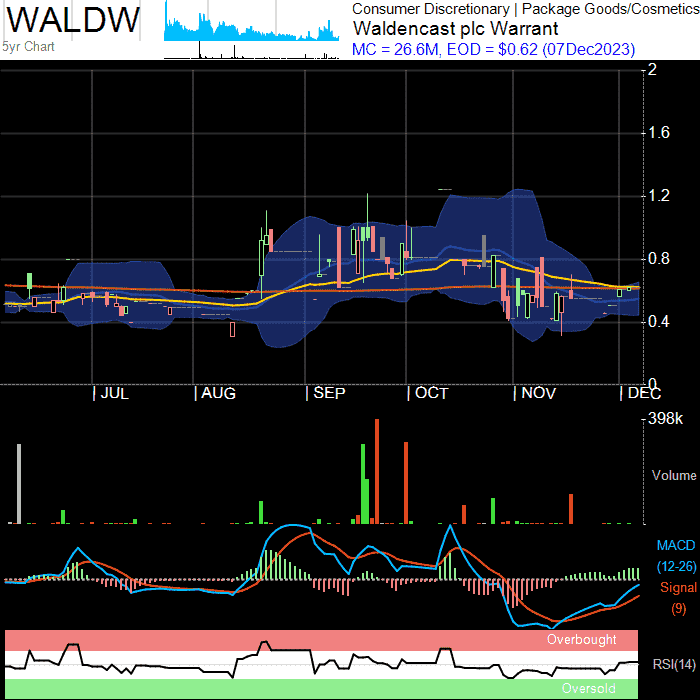 WALDW
5yr Chart
Consumer Discretionary | Package Goods/Cosmetics
Waldencast plc Warrant
MC = 26.6M, EOD = $0.62 (07Dec2023)
2
1.6
1.2
0.8
0.4
0
JUL AUG SEP OCT NOV DEC
398k
Volume
MACD
(12-26)
Signal
(9)
Overbought
RSI(14)
Oversold